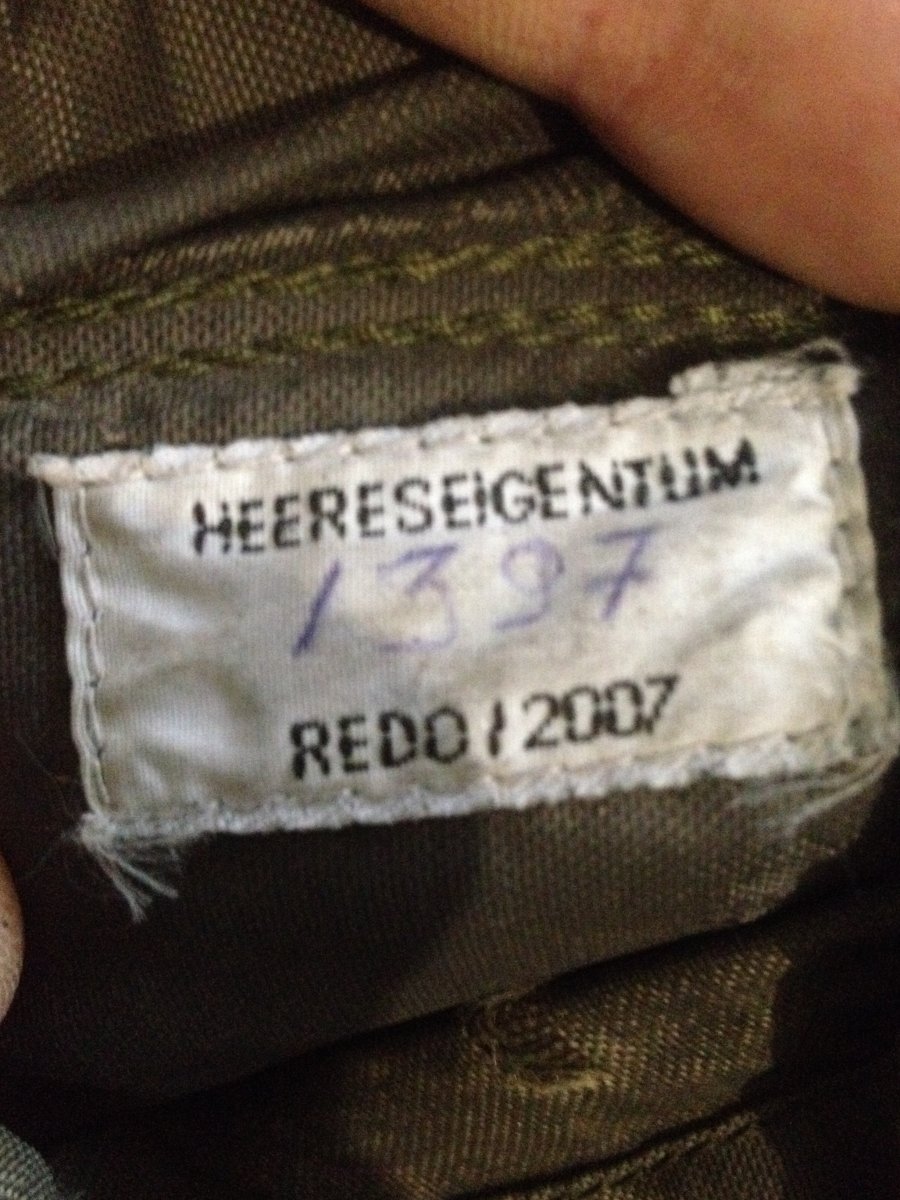 HEERESEIGENTUM
1397
REDO/2007